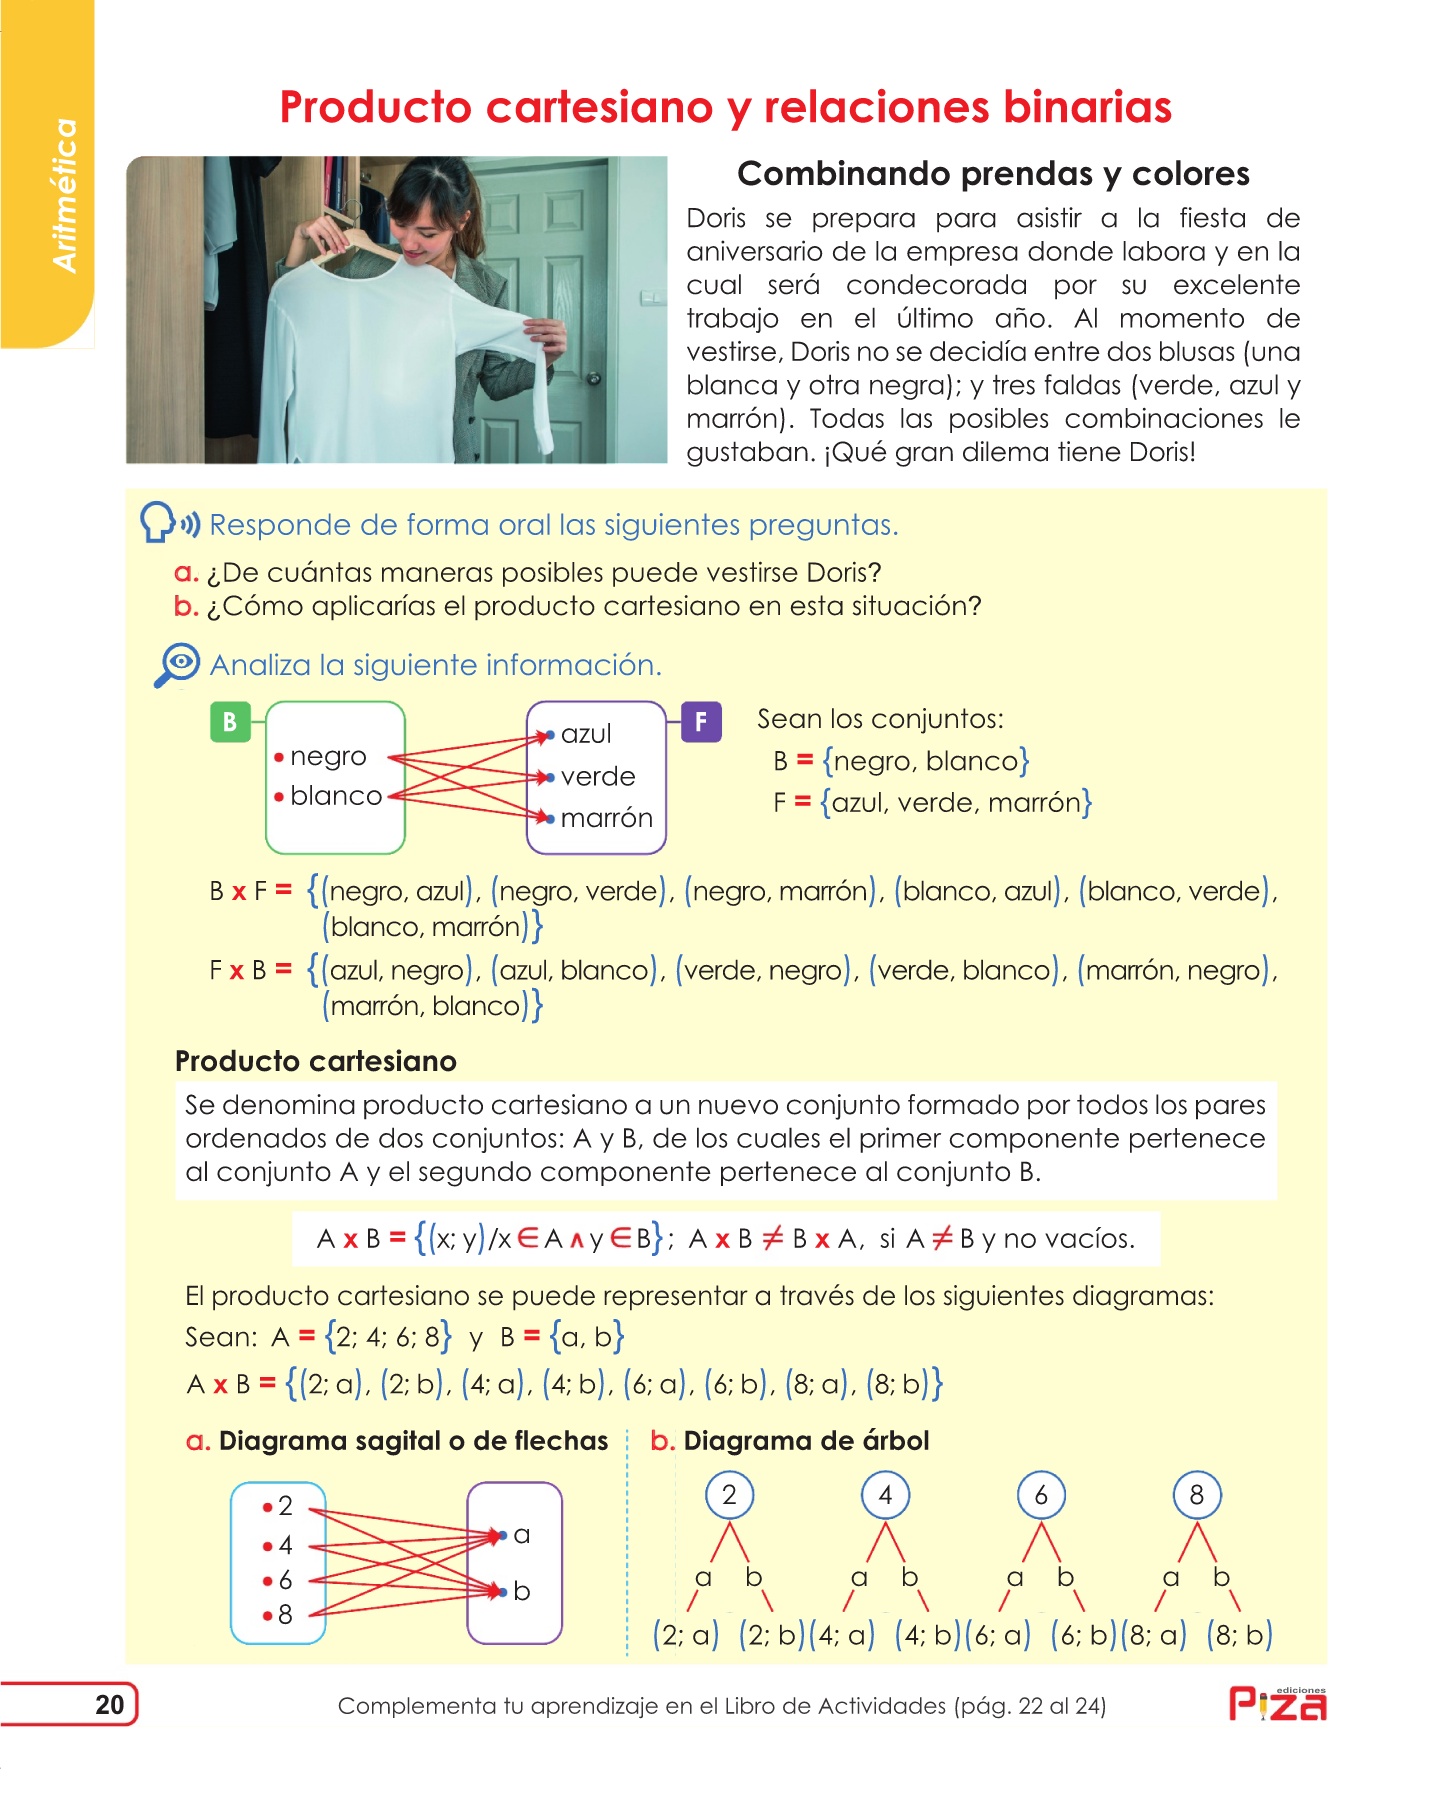 Aritmética
Producto cartesiano y relaciones binarias
Combinando prendas y colores
Doris se prepara para asistir a la fiesta de
aniversario de la empresa donde labora y en la
cual será condecorada por su excelente
trabajo en el último año. Al momento de
vestirse, Doris no se decidía entre dos blusas (una
blanca y otra negra); y tres faldas (verde, azul y
marrón). Todas las posibles combinaciones le
gustaban. ¡Qué gran dilema tiene Doris!
Responde de forma oral las siguientes preguntas.
a. ¿De cuántas maneras posibles puede vestirse Doris?
b. ¿Cómo aplicarías el producto cartesiano en esta situación?
Analiza la siguiente información.
B
• negro
• blanco
F
• azul
• verde
• marrón
Sean los conjuntos:
B = {negro, blanco}
F = {azul, verde, marrón}
B x F = {(negro, azul), (negro, verde), (negro, marrón), (blanco, azul), (blanco, verde),
(blanco, marrón)}
F x B = {(azul, negro), (azul, blanco), (verde, negro), (verde, blanco), (marrón, negro),
(marrón, blanco)}
Producto cartesiano
Se denomina producto cartesiano a un nuevo conjunto formado por todos los pares
ordenados de dos conjuntos: A y B, de los cuales el primer componente pertenece
al conjunto A y el segundo componente pertenece al conjunto B.
A x B = {(x; y)/x ∈ A ∧ y ∈ B}; A x B ≠ B x A, si A ≠ B y no vacíos.
El producto cartesiano se puede representar a través de los siguientes diagramas:
Sean: A = {2; 4; 6; 8} y B = {a, b}
A x B = {(2; a), (2; b), (4; a), (4; b), (6; a), (6; b), (8; a), (8; b)}
a. Diagrama sagital o de flechas
• 2
• 4
• 6
• 8
• a
• b
b. Diagrama de árbol
2 4 6 8
a b a b a b a b
(2; a) (2; b) (4; a) (4; b) (6; a) (6; b) (8; a) (8; b)
20
Complementa tu aprendizaje en el Libro de Actividades (pág. 22 al 24)
ediciones
Piza